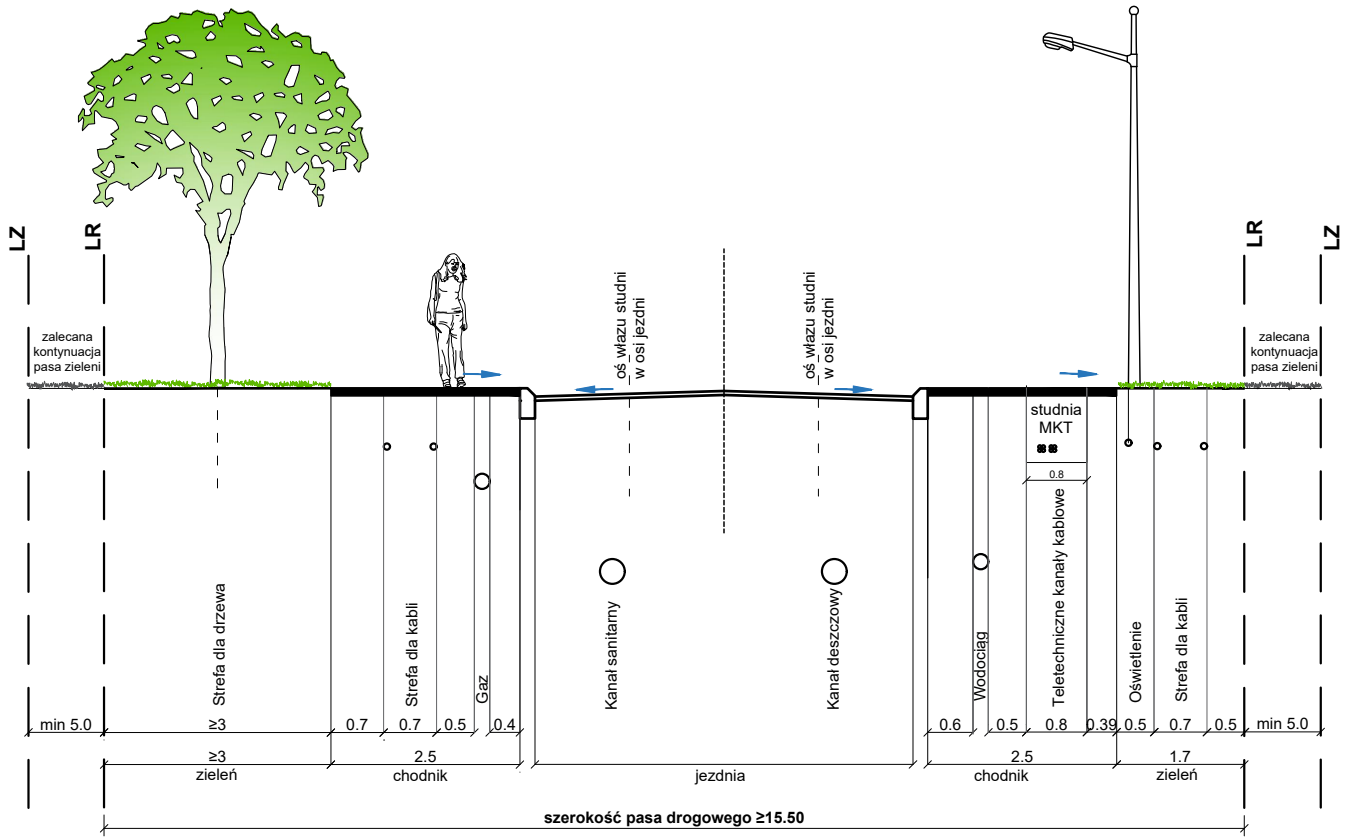 LZ
LR
LR
LZ
zalecana
kontynuacja
pasa zieleni
oś włazu studni
w osi jezdni
oś włazu studni
w osi jezdni
zalecana
kontynuacja
pasa zieleni
studnia
MKT
0.8
Strefa dla drzewa
Strefa dla kabli
Gaz
Kanał sanitarny
Kanał deszczowy
Wodociąg
Teletechniczne kanały kablowe
Oświetlenie
Strefa dla kabli
min 5.0
≥3
0.7
0.7
0.5
0.4
0.6
0.5
0.8
0.39
0.5
0.7
0.5
min 5.0
≥3
2.5
2.5
1.7
zieleń
chodnik
jezdnia
chodnik
zieleń
szerokość pasa drogowego ≥15.50